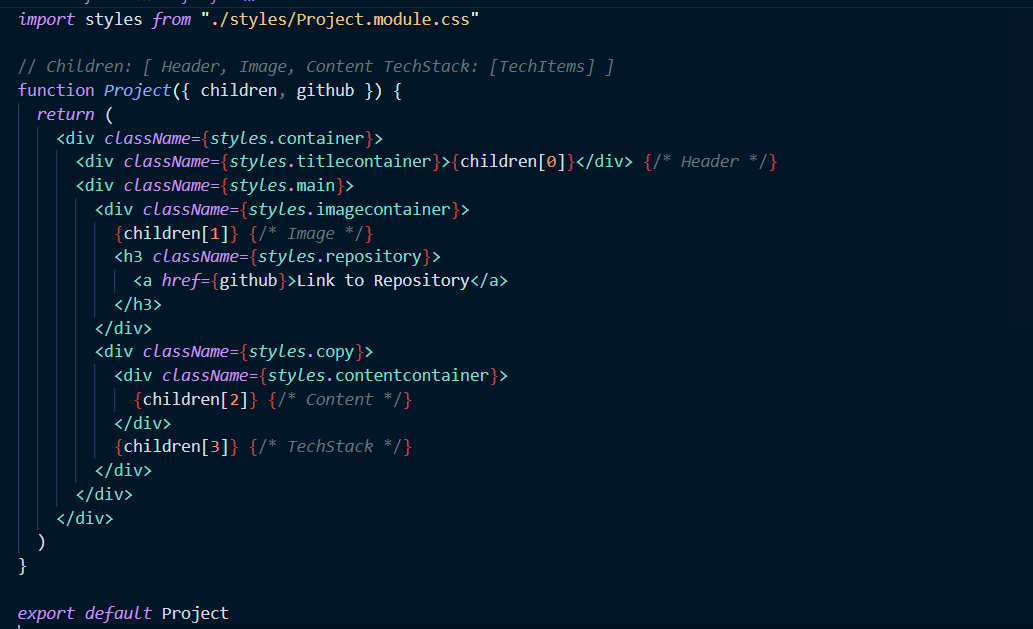 import styles from "./styles/Project.module.css"
// Children: [ Header, Image, Content TechStack: [TechItems] ]
function Project({ children, github }) {
return (
<div className={styles.container}>
<div className={styles.titlecontainer}>{children[0]}</div> {/* Header */}
<div className={styles.main}>
<div className={styles.imagecontainer}>
{children[1]} {/* Image */}
<h3 className={styles.repository}>
<a href={github}>Link to Repository</a>
</h3>
</div>
<div className={styles.copy}>
<div className={styles.contentcontainer}>
{children[2]} {/* Content */}
</div>
{children[3]} {/* TechStack */}
</div>
</div>
</div>
)
}
export default Project